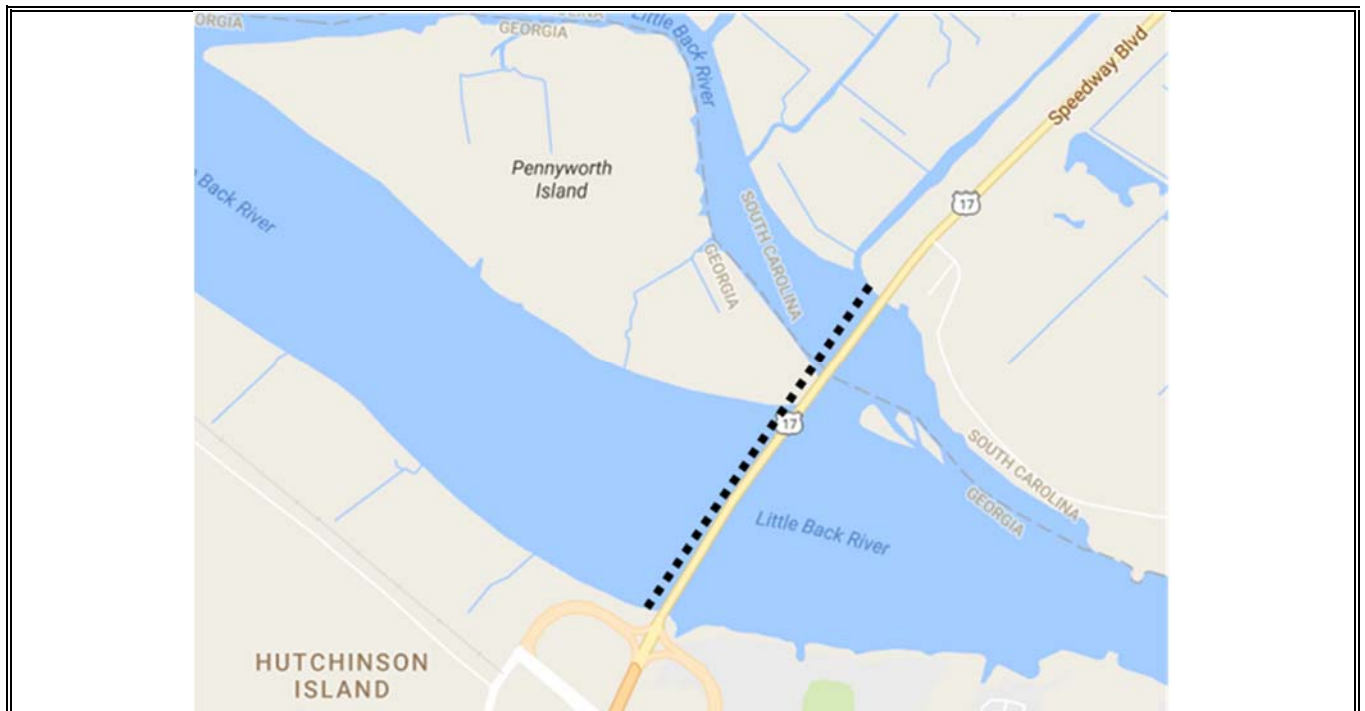 ORGIA
GEORGIA
Little Back River
Speedway Blvd
Pennyworth
Island
Back River
17
SOUTH CAROLINA
GEORGIA
17
SOUTH CAROLINA
GEORGIA
Little Back River
HUTCHINSON
ISLAND